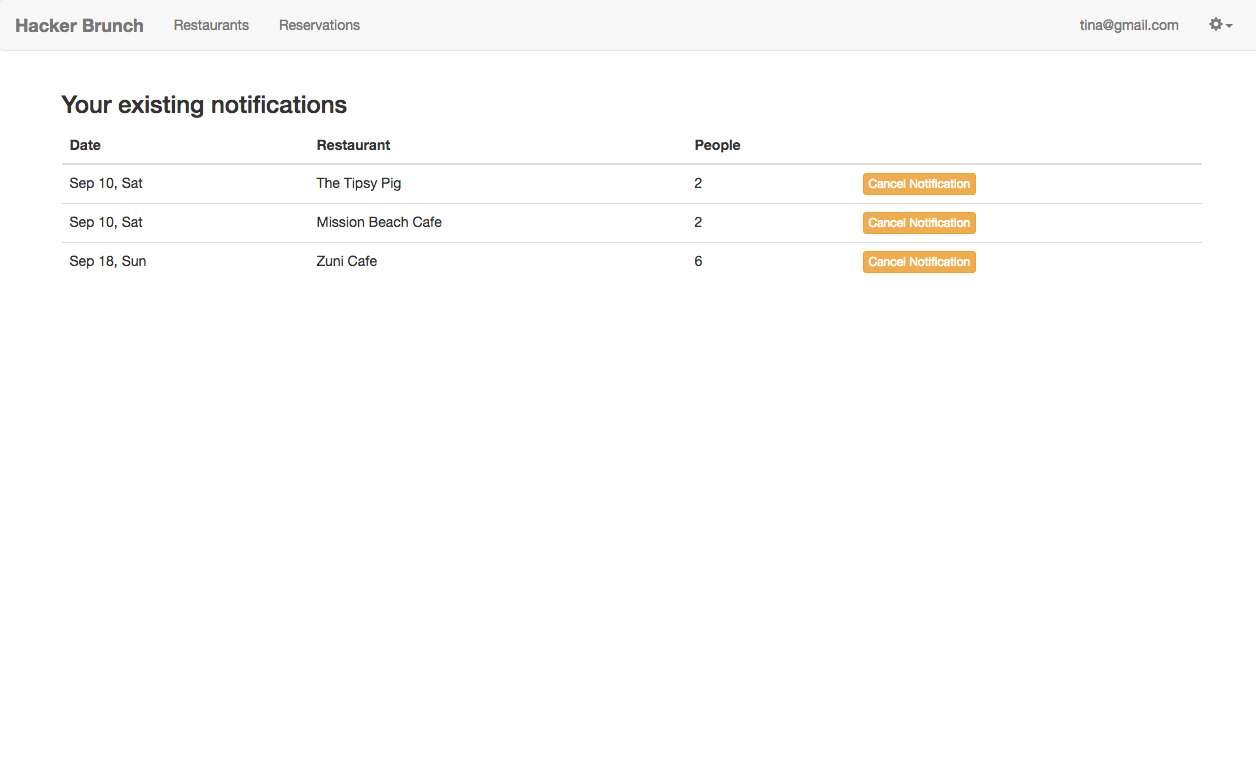 Hacker Brunch Restaurants Reservations tina@gmail.com
Your existing notifications
Date Restaurant People
Sep 10, Sat The Tipsy Pig 2 Cancel Notification
Sep 10, Sat Mission Beach Cafe 2 Cancel Notification
Sep 18, Sun Zuni Cafe 6 Cancel Notification